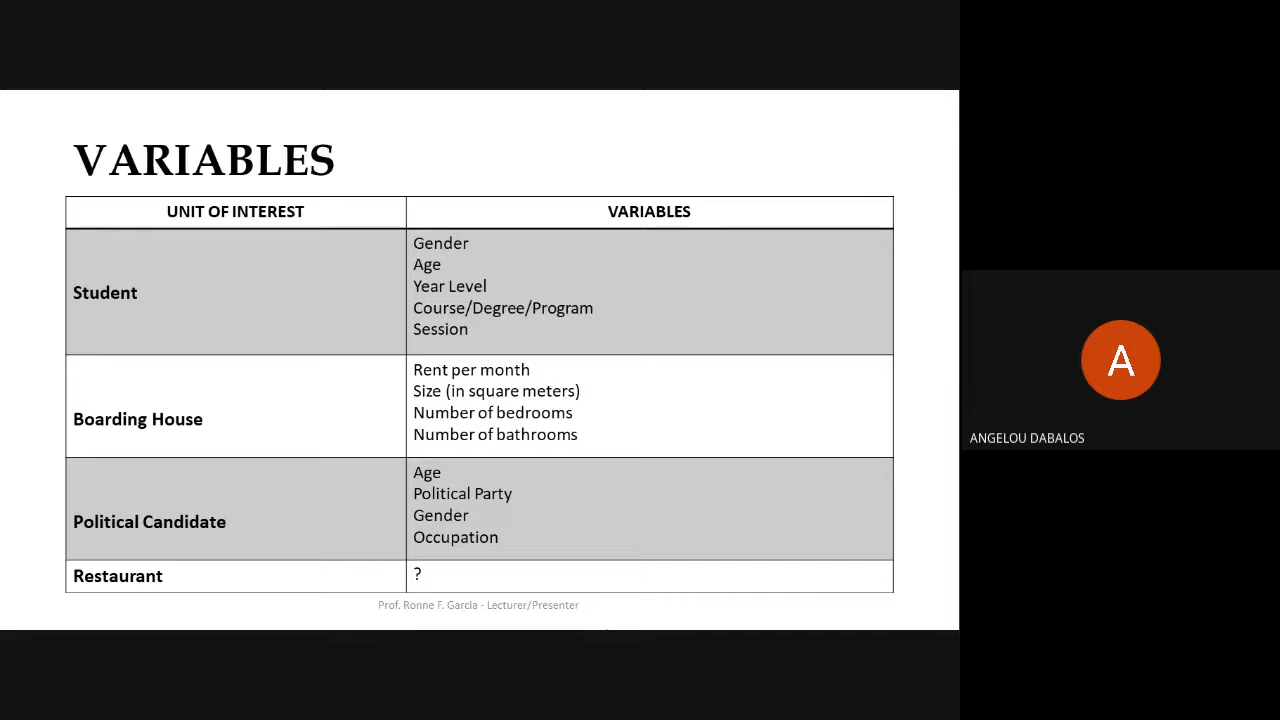 VARIABLES
UNIT OF INTEREST
VARIABLES
Student
Gender
Age
Year Level
Course/Degree/Program
Session
Boarding House
Rent per month
Size (in square meters)
Number of bedrooms
Number of bathrooms
Political Candidate
Age
Political Party
Gender
Occupation
Restaurant
?
Prof. Ronne F. Garcia - Lecturer/Presenter
A
ANGELOU DABALOS